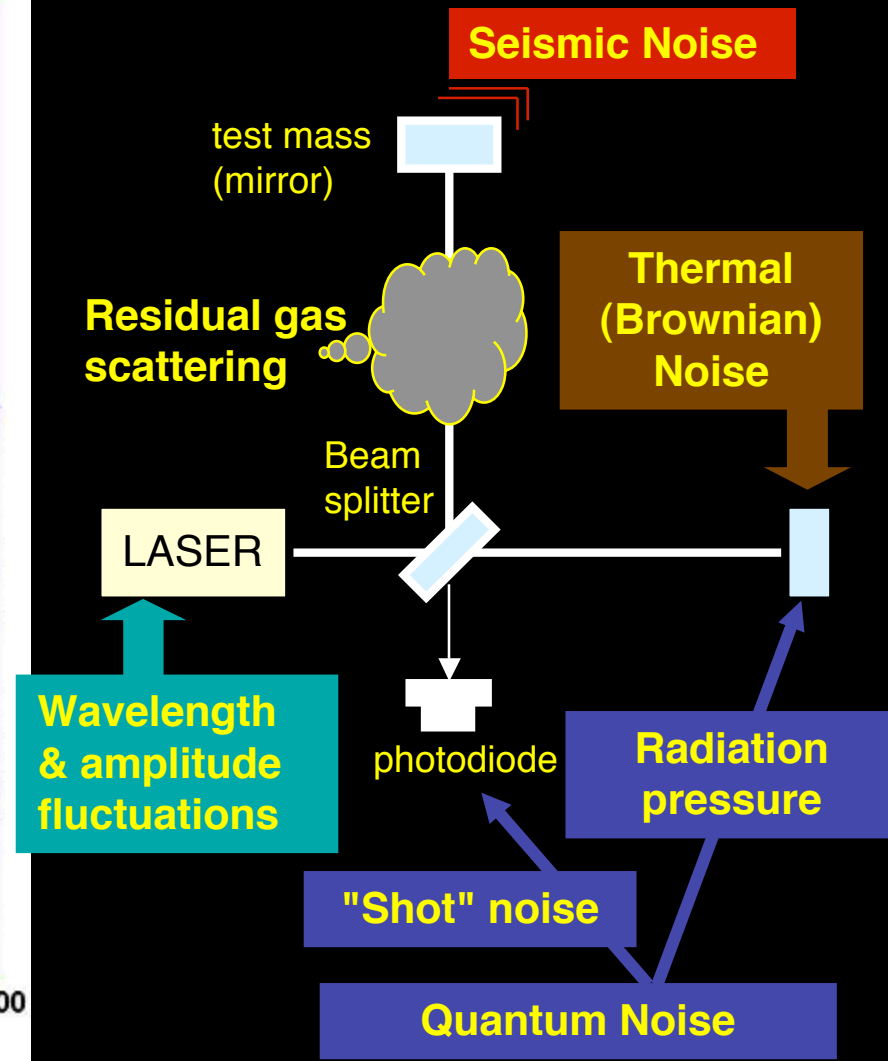 Seismic Noise
test mass
(mirror)
Thermal
(Brownian)
Noise
Residual gas
scattering
Beam
splitter
LASER
Wavelength
& amplitude
fluctuations
photodiode
Radiation
pressure
"Shot" noise
00
Quantum Noise